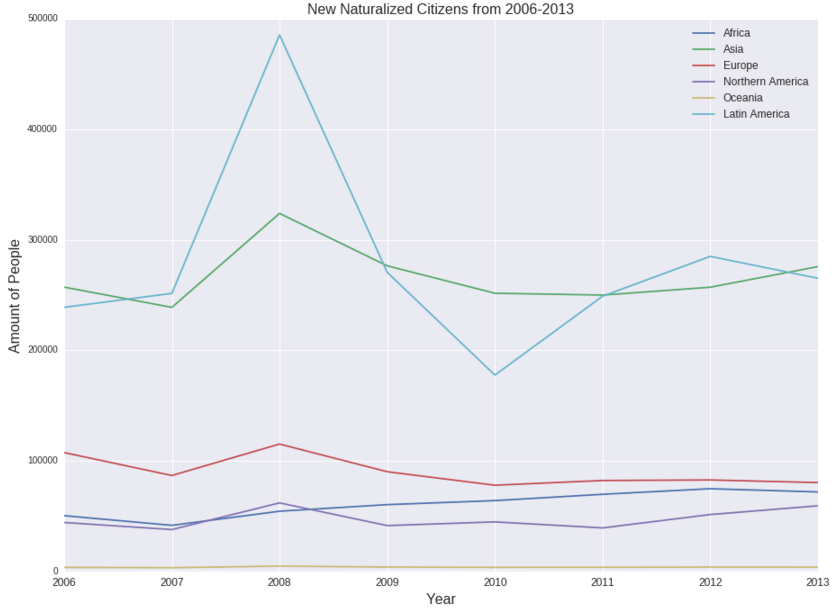 New Naturalized Citizens from 2006-2013
500000
400000
300000
200000
100000
0
Amount of People
Africa
Asia
Europe
Northern America
Oceania
Latin America
2006 2007 2008 2009 2010 2011 2012 2013
Year